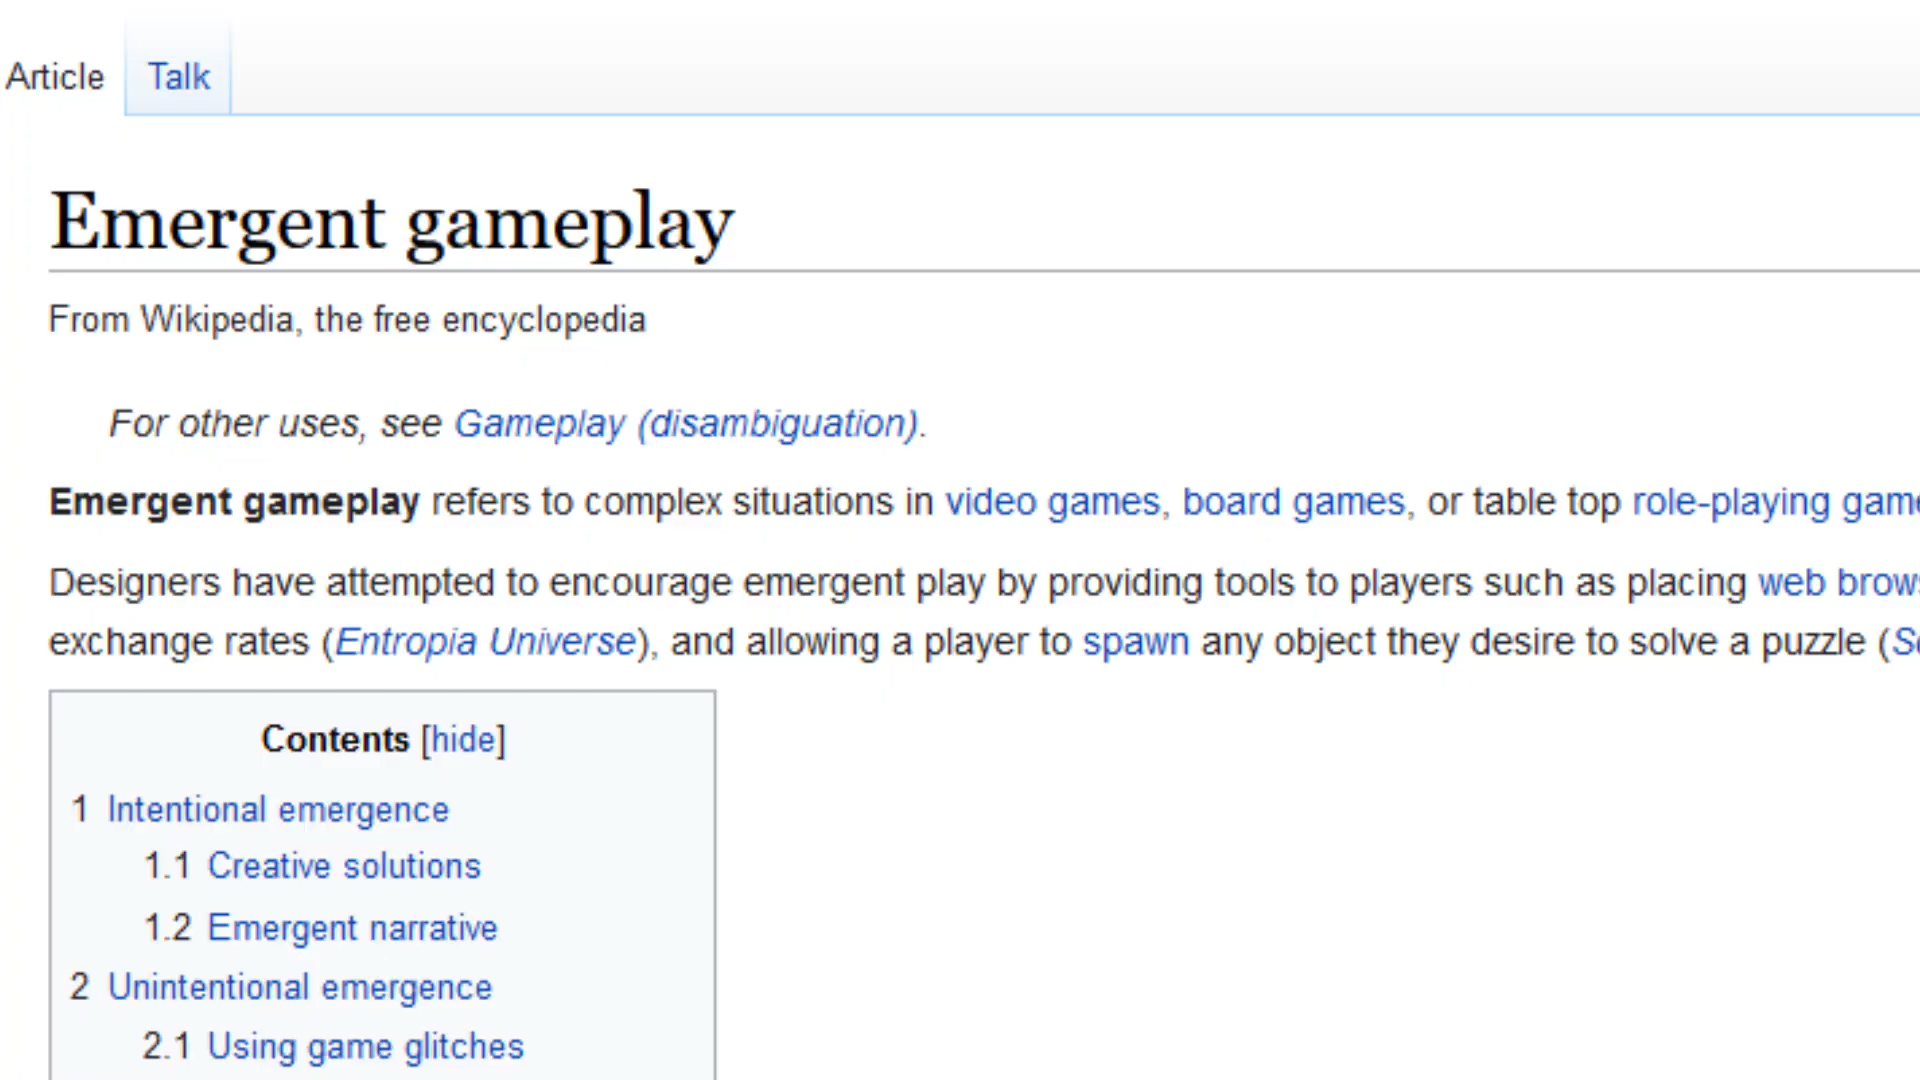 Article Talk
Emergent gameplay
From Wikipedia, the free encyclopedia
For other uses, see Gameplay (disambiguation).
Emergent gameplay refers to complex situations in video games, board games, or table top role-playing
Designers have attempted to encourage emergent play by providing tools to players such as placing web
exchange rates (Entropia Universe), and allowing a player to spawn any object they desire to solve a puzzle (
Contents [hide]
1 Intentional emergence
1.1 Creative solutions
1.2 Emergent narrative
2 Unintentional emergence
2.1 Using game glitches